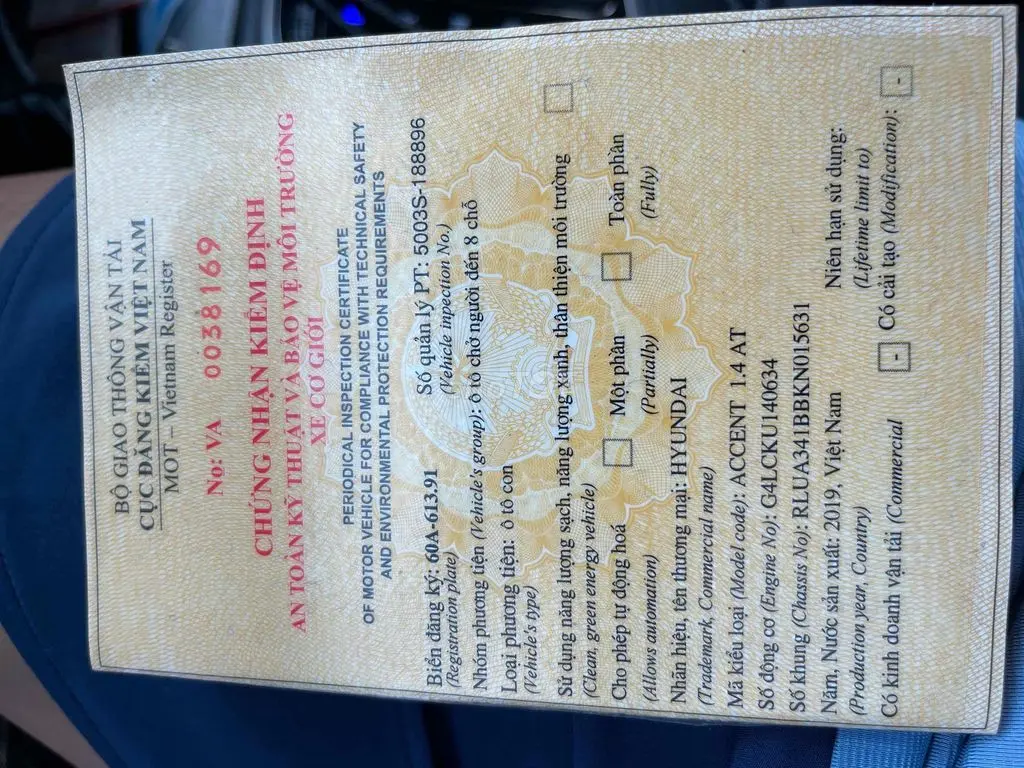 BỘ GIAO THÔNG VẬN TẢI
CỤC ĐĂNG KIỂM VIỆT NAM
MOT – Vietnam Register
No: VA 0038169
CHỨNG NHẬN KIỂM ĐỊNH
AN TOÀN KỸ THUẬT VÀ BẢO VỆ MÔI TRƯỜNG
XE CƠ GIỚI
PERIODICAL INSPECTION CERTIFICATE
OF MOTOR VEHICLE FOR COMPLIANCE WITH TECHNICAL SAFETY
AND ENVIRONMENTAL PROTECTION REQUIREMENTS
Biển đăng ký: 60A-613.91 Số quản lý PT: 5003S-188896
(Registration plate) (Vehicle inpection No.)
Nhóm phương tiện (Vehicle's group): ô tô chở người đến 8 chỗ
Loại phương tiện: ô tô con
(Vehicle's type)
Sử dụng năng lượng sạch, năng lượng xanh, thân thiện môi trường
(Clean, green energy vehicle)
Cho phép tự động hoá Một phần Toàn phần
(Allows automation) (Partially) (Fully)
Nhãn hiệu, tên thương mại: HYUNDAI
(Trademark, Commercial name)
Mã kiểu loại (Model code): ACCENT 1.4 AT
Số động cơ (Engine No): G4LCKU140634
Số khung (Chassis No): RLUA341BBKN015631
Năm, Nước sản xuất: 2019, Việt Nam Niên hạn sử dụng:
(Production year, Country) (Lifetime limit to)
Có kinh doanh vận tải (Commercial - Có cải tạo (Modification): -